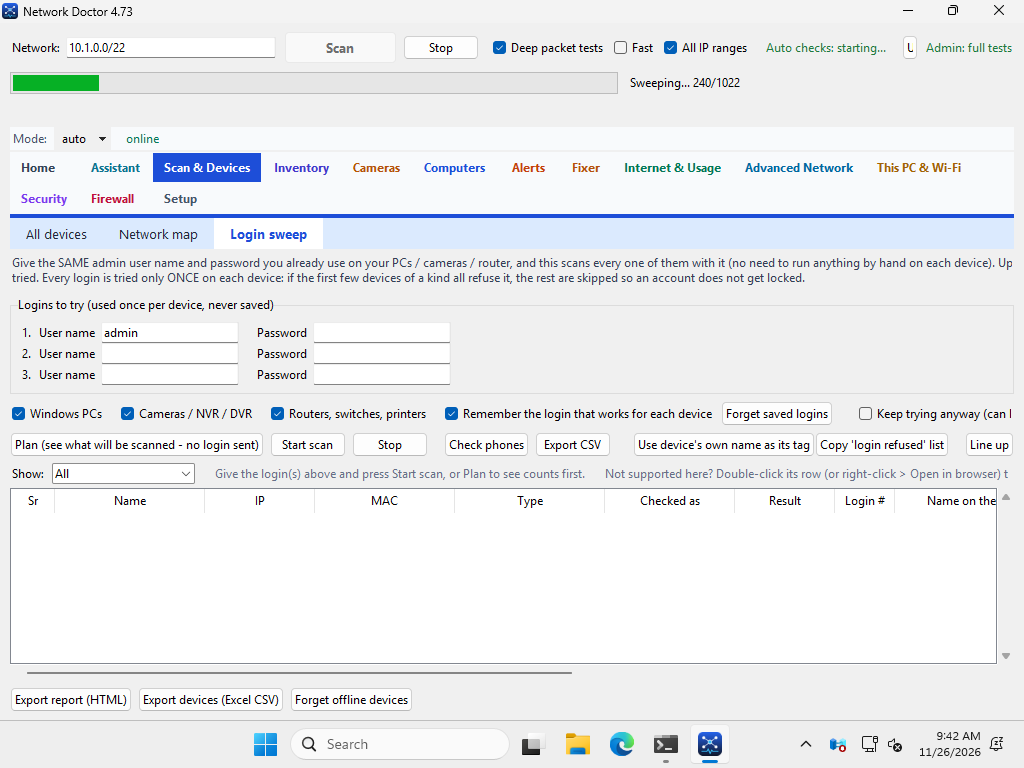 Network Doctor 4.73
Network: 10.1.0.0/22 Scan Stop Deep packet tests Fast All IP ranges Auto checks: starting... U Admin: full tests
Sweeping... 240/1022
Mode: auto online
Home Assistant Scan & Devices Inventory Cameras Computers Alerts Fixer Internet & Usage Advanced Network This PC & Wi-Fi
Security Firewall Setup
All devices Network map Login sweep
Give the SAME admin user name and password you already use on your PCs / cameras / router, and this scans every one of them with it (no need to run anything by hand on each device). Up
tried. Every login is tried only ONCE on each device: if the first few devices of a kind all refuse it, the rest are skipped so an account does not get locked.
Logins to try (used once per device, never saved)
1. User name admin Password
2. User name Password
3. User name Password
Windows PCs Cameras / NVR / DVR Routers, switches, printers Remember the login that works for each device Forget saved logins Keep trying anyway (can l
Plan (see what will be scanned - no login sent) Start scan Stop Check phones Export CSV Use device's own name as its tag Copy 'login refused' list Line up
Show: All Give the login(s) above and press Start scan, or Plan to see counts first. Not supported here? Double-click its row (or right-click > Open in browser) t
Sr Name IP MAC Type Checked as Result Login # Name on the
Export report (HTML) Export devices (Excel CSV) Forget offline devices
Search
9:42 AM
11/26/2026